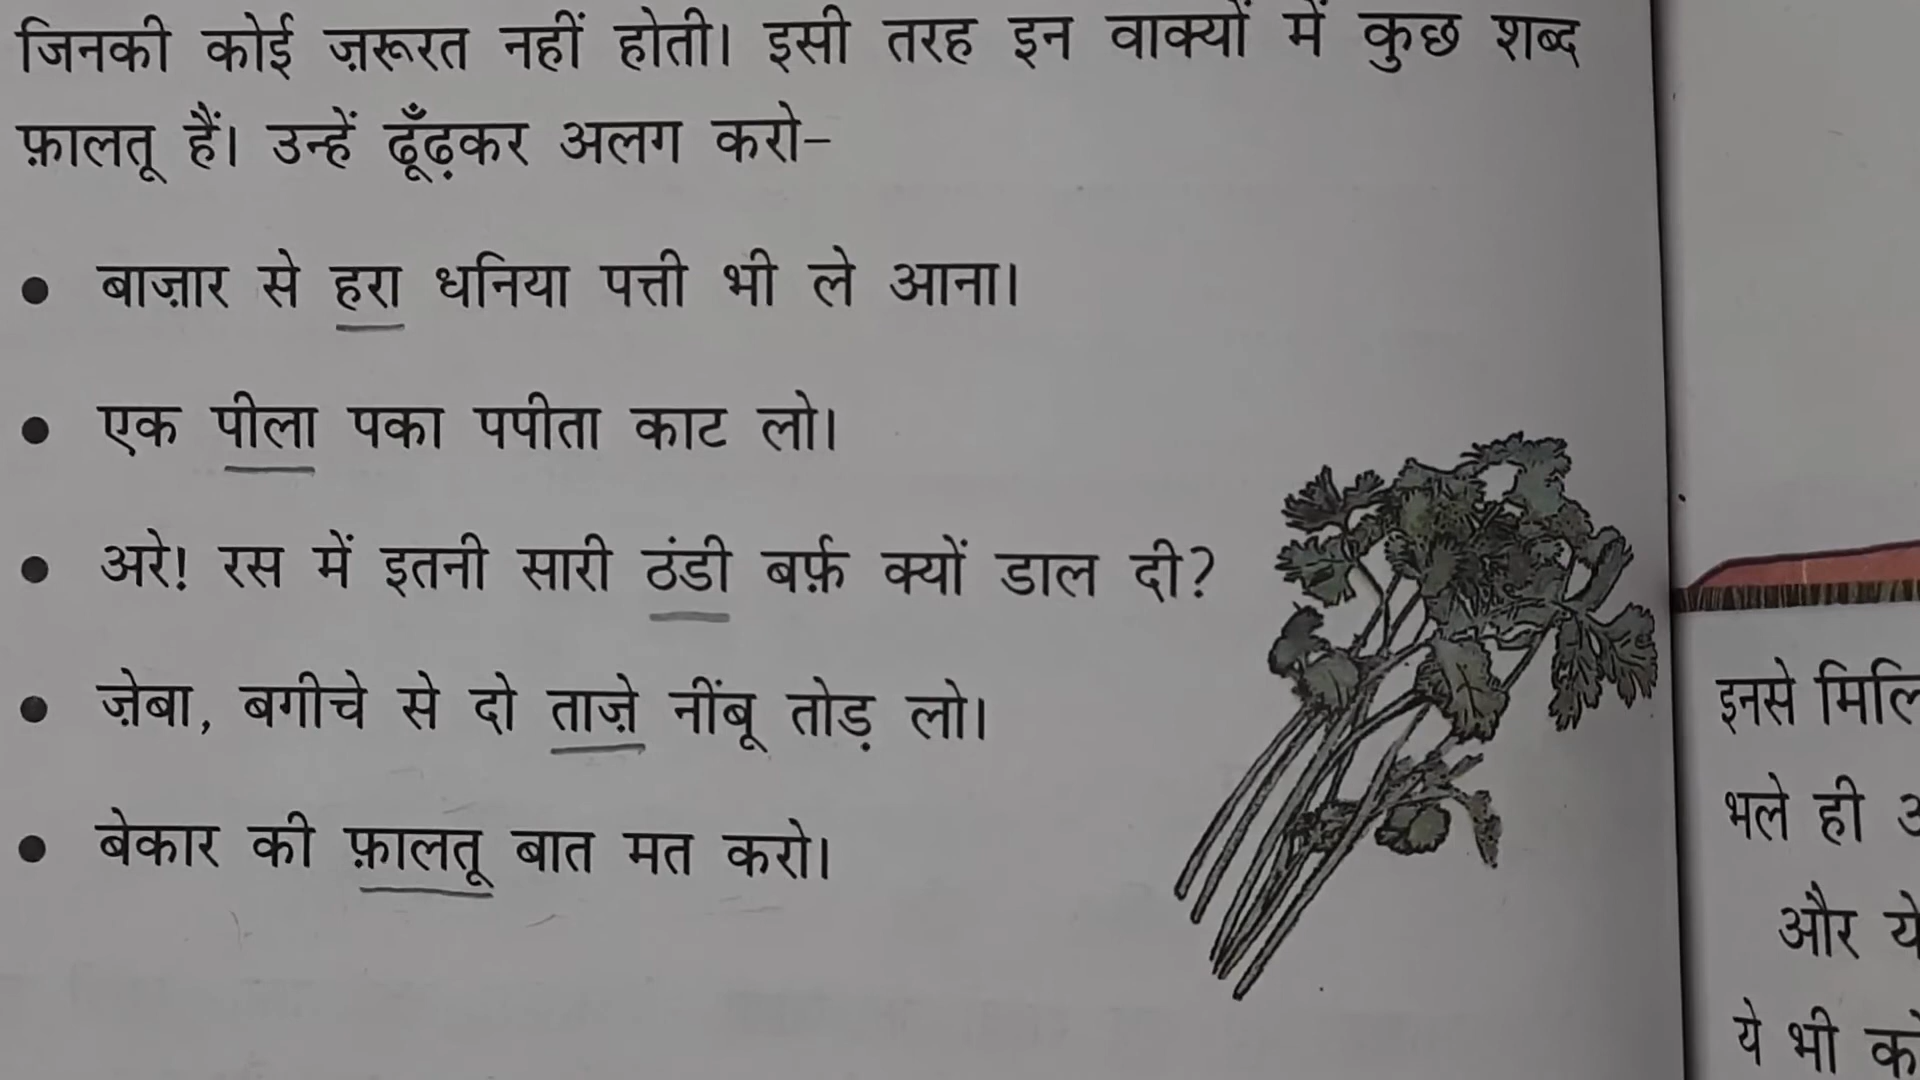 जिनकी कोई ज़रूरत नहीं होती। इसी तरह इन वाक्यों में कुछ शब्द
फ़ालतू हैं। उन्हें ढूँढ़कर अलग करो–
• बाज़ार से हरा धनिया पत्ती भी ले आना।
• एक पीला पका पपीता काट लो।
• अरे! रस में इतनी सारी ठंडी बर्फ़ क्यों डाल दी?
• ज़ेबा, बगीचे से दो ताज़े नींबू तोड़ लो।
• बेकार की फ़ालतू बात मत करो।
इनसे
भले ही
और ये
ये भी